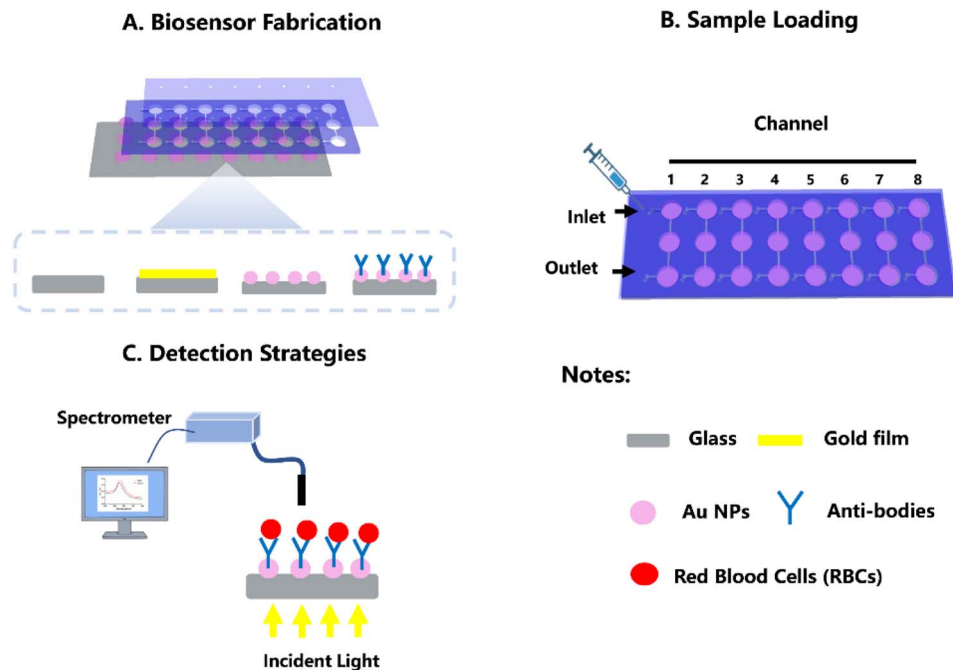 A. Biosensor Fabrication
B. Sample Loading
Channel
1 2 3 4 5 6 7 8
Inlet
Outlet
C. Detection Strategies
Spectrometer
Incident Light
Notes:
Glass
Gold film
Au NPs
Anti-bodies
Red Blood Cells (RBCs)